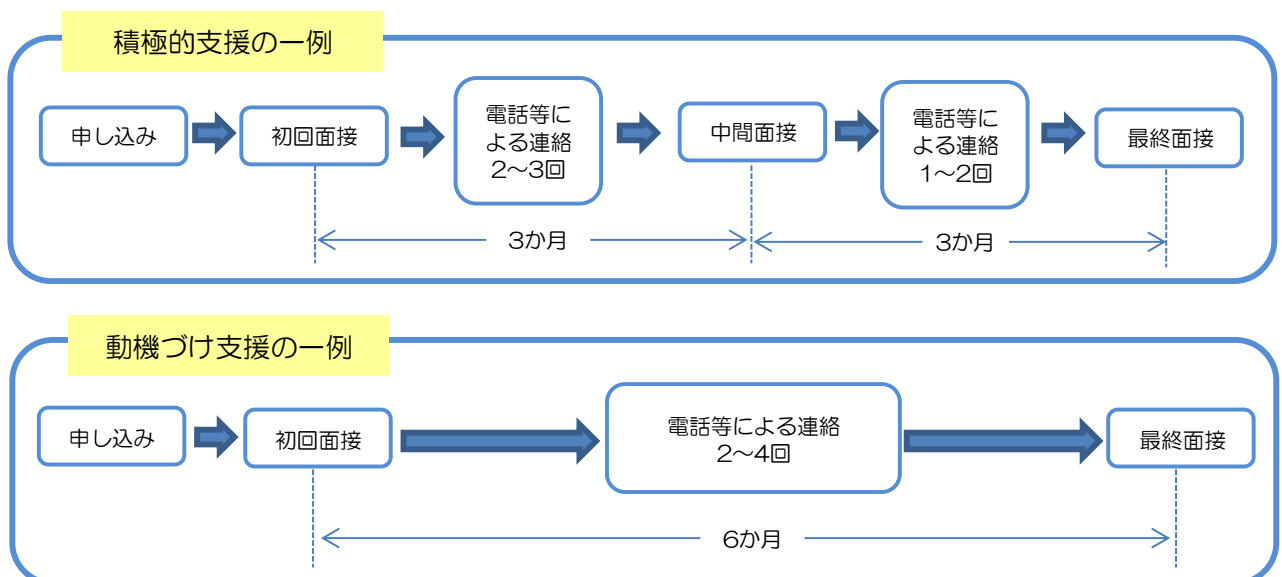 積極的支援の一例
申し込み
初回面接
電話等に
よる連絡
2〜3回
中間面接
電話等に
よる連絡
1〜2回
最終面接
3か月
3か月
動機づけ支援の一例
申し込み
初回面接
電話等による連絡
2〜4回
最終面接
6か月